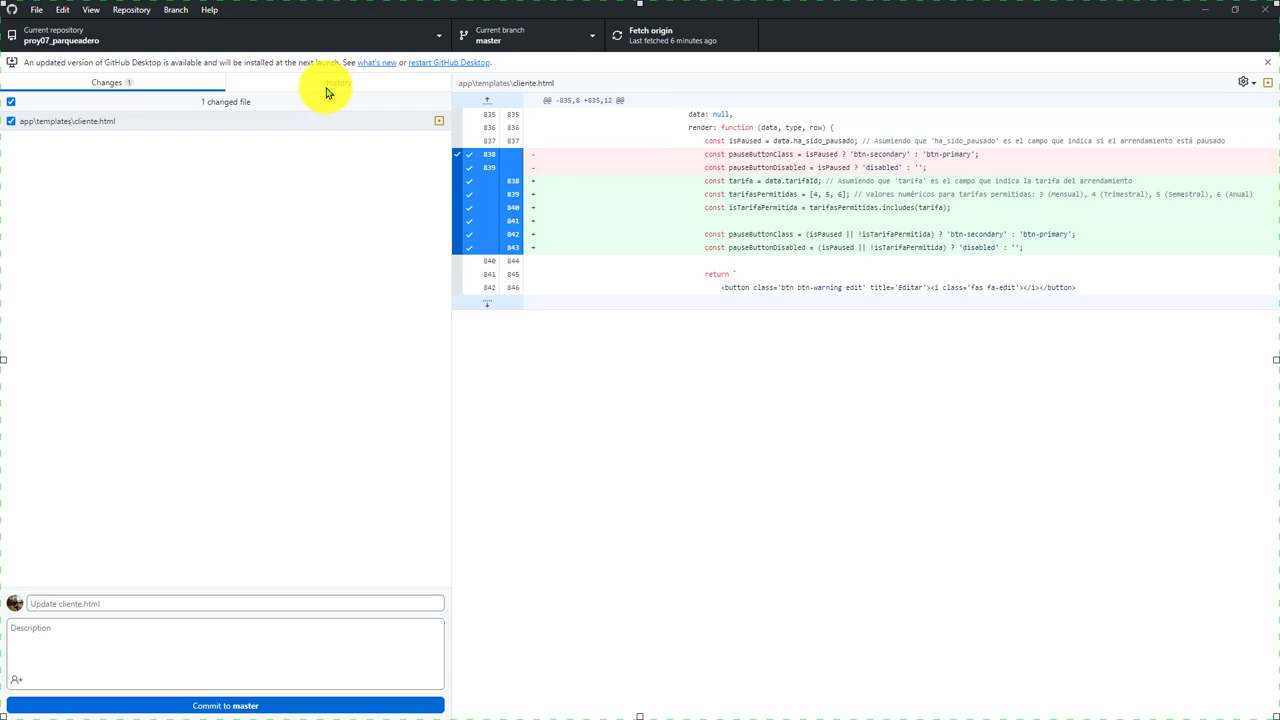 File Edit View Repository Branch Help
Current repository
proy07_parqueadero
Current branch
master
Fetch origin
Last fetched 6 minutes ago
An updated version of GitHub Desktop is available and will be installed at the next launch. See what's new or restart GitHub Desktop.
Changes 1 History
1 changed file
app\templates\cliente.html
app\templates\cliente.html
@@ -835,8 +835,12 @@
835 835 data: null,
836 836 render: function (data, type, row) {
837 837 const isPaused = data.ha_sido_pausado; // Asumiendo que 'ha_sido_pausado' es el campo que indica si el arrendamiento está pausado
838 - const pauseButtonClass = isPaused ? 'btn-secondary' : 'btn-primary';
839 - const pauseButtonDisabled = isPaused ? 'disabled' : '';
838 + const tarifa = data.tarifaId; // Asumiendo que 'tarifa' es el campo que indica la tarifa del arrendamiento
839 + const tarifasPermitidas = [4, 5, 6]; // Valores numéricos para tarifas permitidas: 3 (Mensual), 4 (Trimestral), 5 (Semestral), 6 (Anual)
840 + const isTarifaPermitida = tarifasPermitidas.includes(tarifa);
841 +
842 + const pauseButtonClass = (isPaused || !isTarifaPermitida) ? 'btn-secondary' : 'btn-primary';
843 + const pauseButtonDisabled = (isPaused || !isTarifaPermitida) ? 'disabled' : '';
840 844
841 845 return `
842 846 <button class='btn btn-warning edit' title='Editar'><i class='fas fa-edit'></i></button>
Update cliente.html
Description
Commit to master